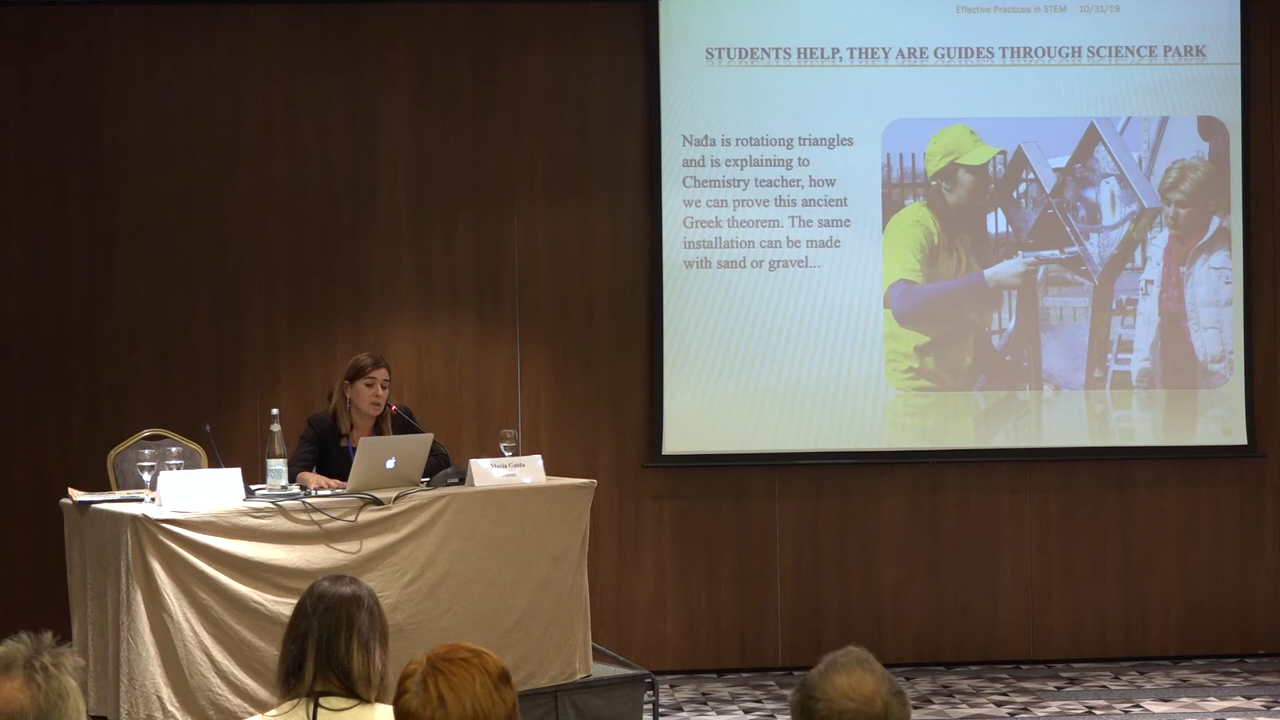 Effective Practices in STEM 10/31/19
STUDENTS HELP, THEY ARE GUIDES THROUGH SCIENCE PARK
Nađa is rotationg triangles
and is explaining to
Chemistry teacher, how
we can prove this ancient
Greek theorem. The same
installation can be made
with sand or gravel...
Maria Guida